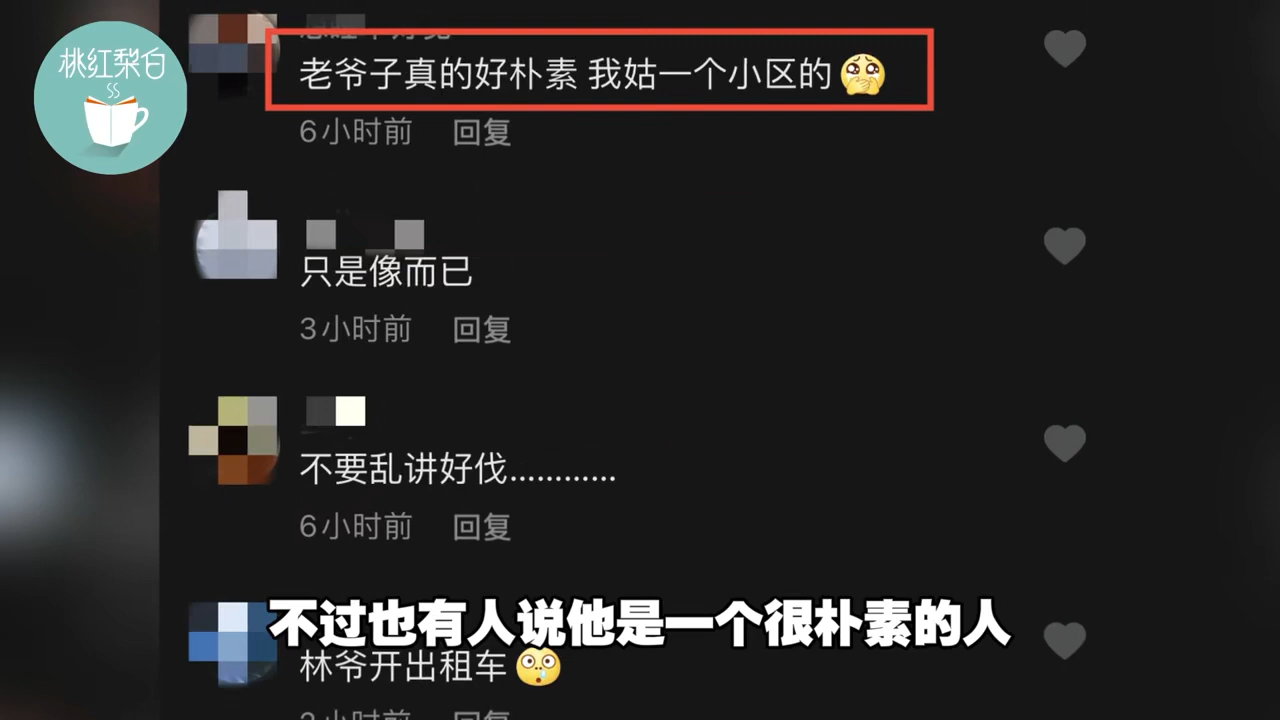 桃红梨白
老爷子真的好朴素 我姑一个小区的
6小时前 回复
只是像而已
3小时前 回复
不要乱讲好伐............
6小时前 回复
不过也有人说他是一个很朴素的人
林爷开出租车